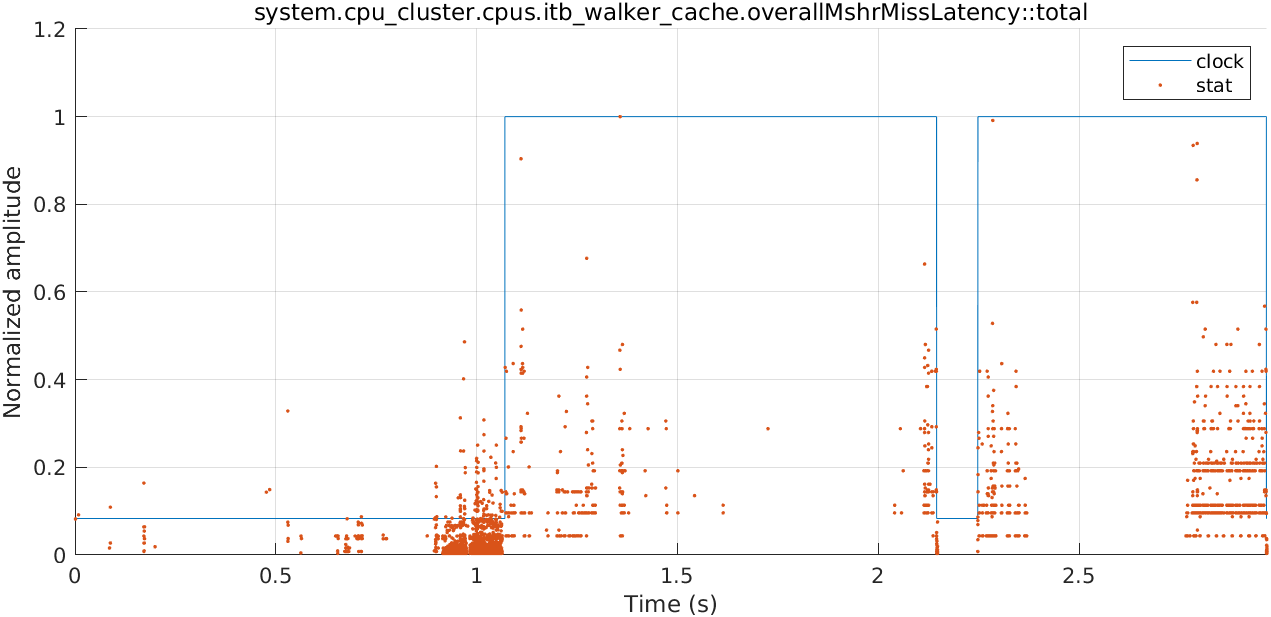 system.cpu_cluster.cpus.itb_walker_cache.overallMshrMissLatency::total
1.2
1
0.8
0.6
0.4
0.2
0
Normalized amplitude
clock
stat
0 0.5 1 1.5 2 2.5
Time (s)